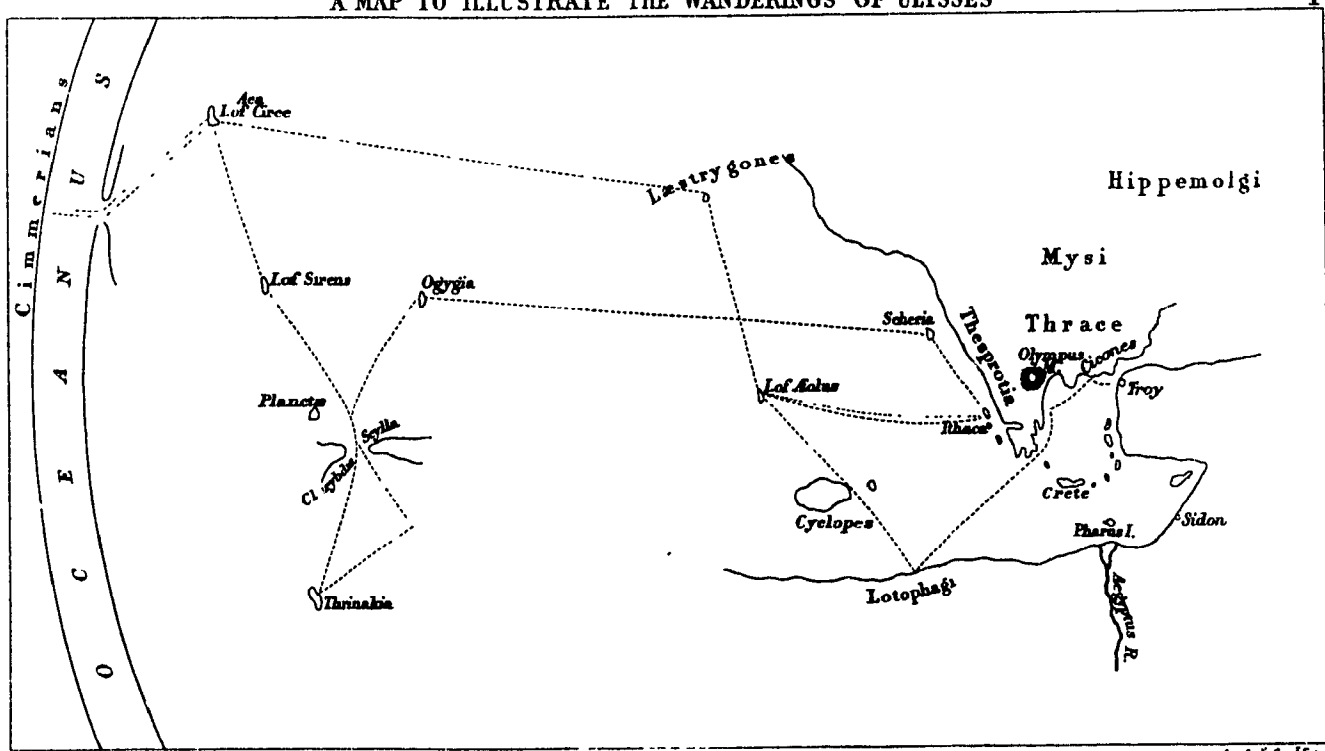 A MAP TO ILLUSTRATE THE WANDERINGS OF ULYSSES
Cimmerians
OCEANUS
Aea
I. of Circe
Læstrygones
Hippemolgi
I. of Sirens
Ogygia
Mysi
Scheria
Thesprotia
Thrace
Olympus
M.
Cicones
Troy
I. of Æolus
Planctæ
Ithaca
Scylla
Cyclopes
Crete
Pharus I.
Sidon
Thrinakia
Lotophagi
Aegyptus R.